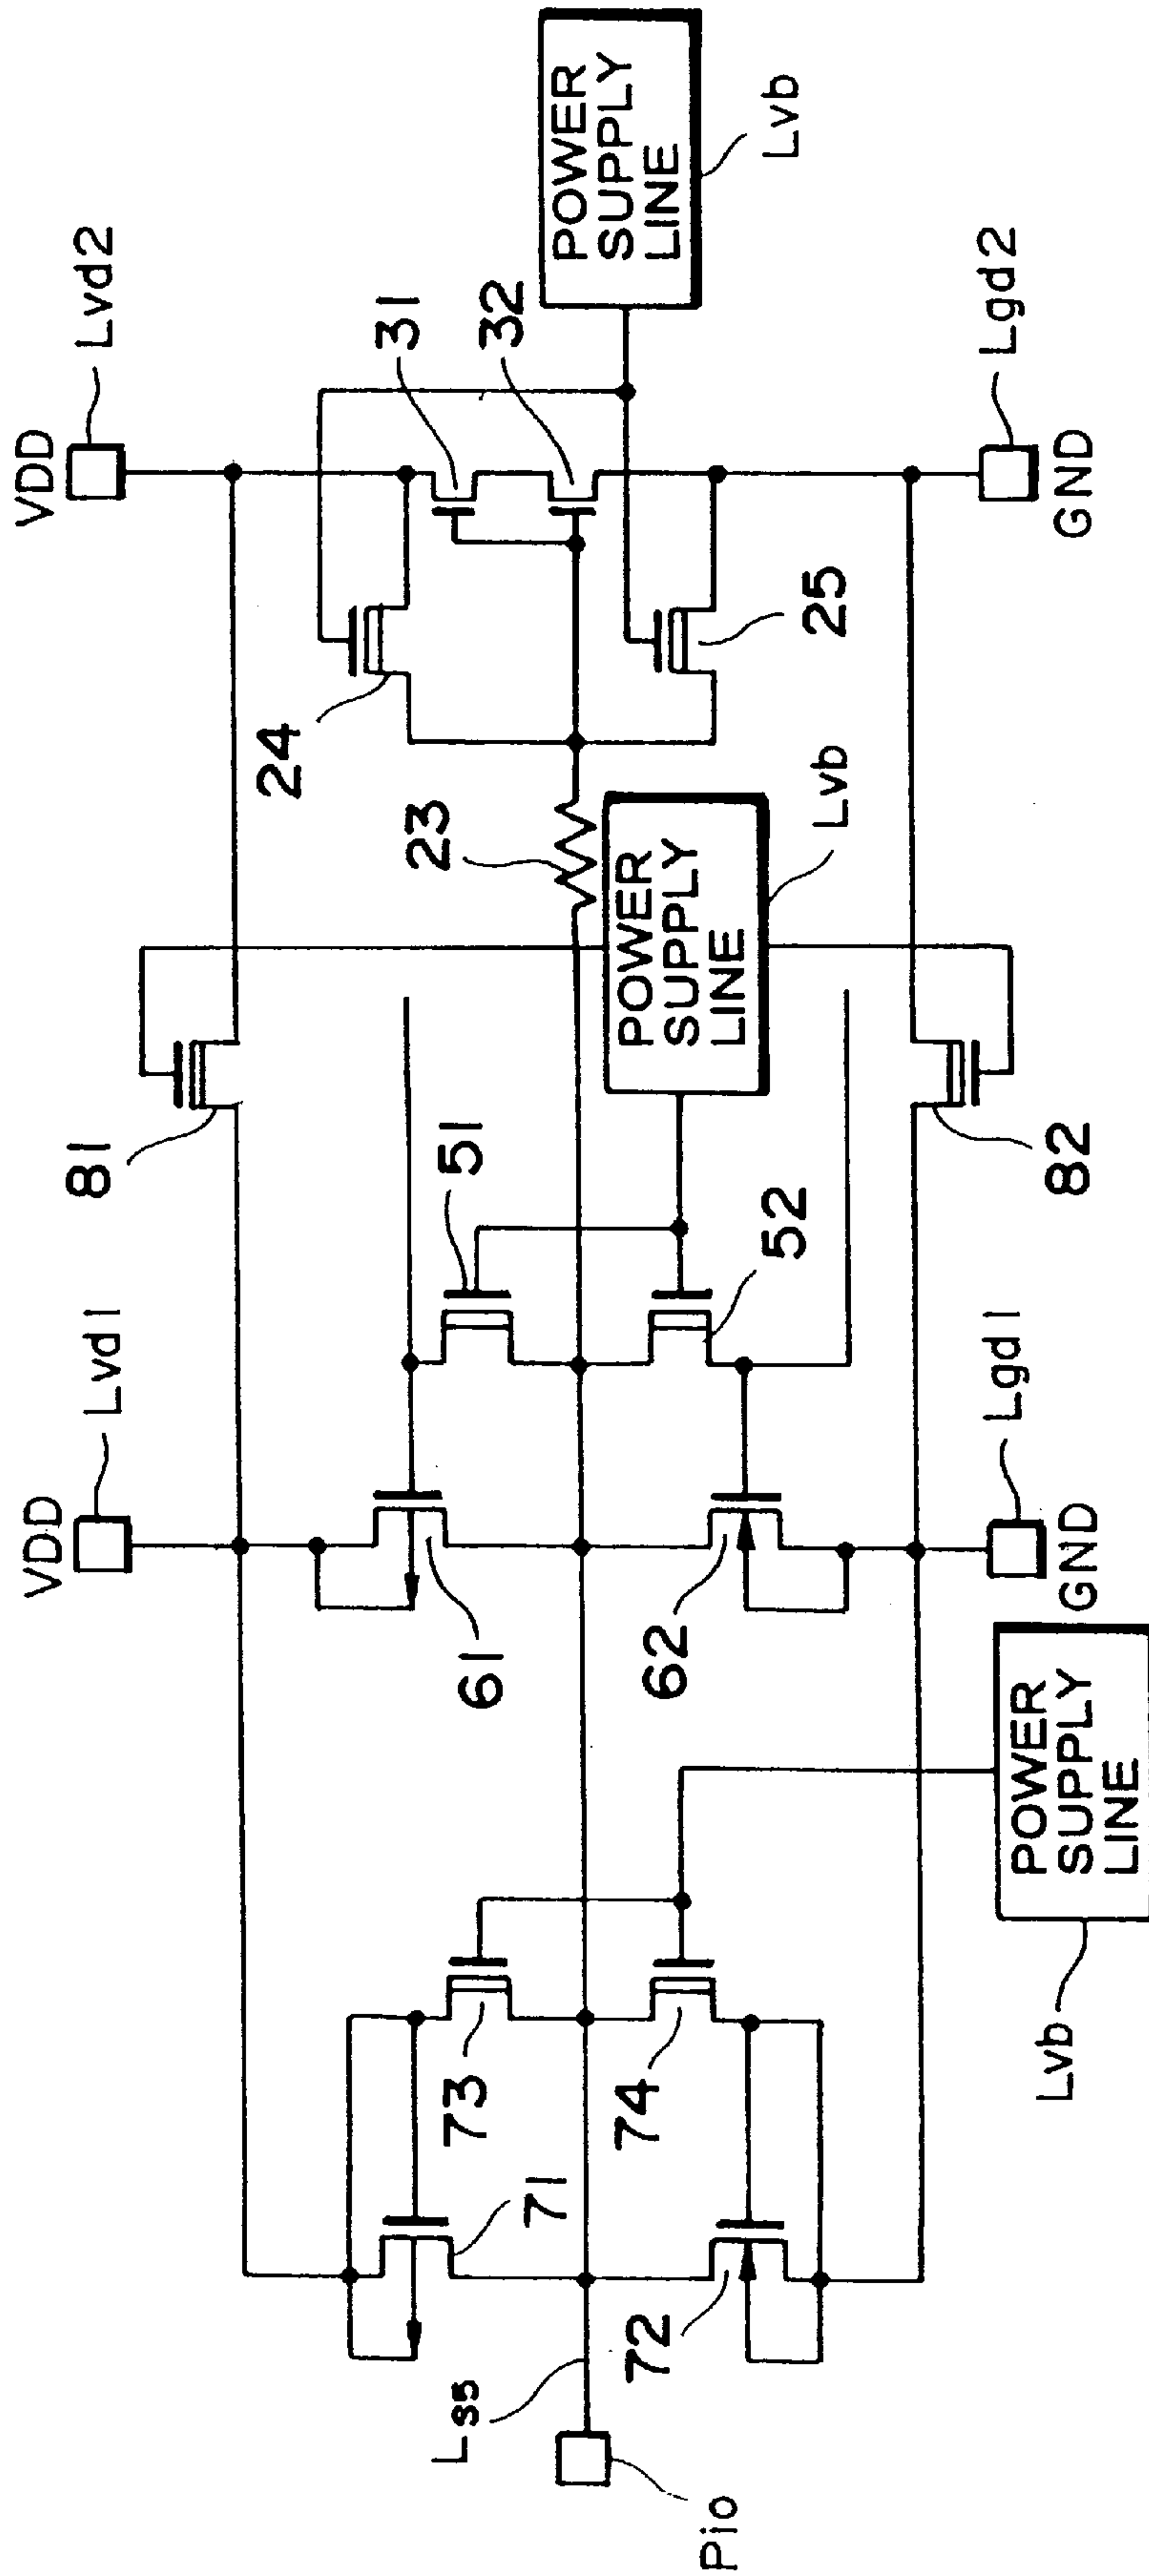 VDD
Lvd1
VDD
Lvd2
81
24
31
32
POWER
SUPPLY
LINE
Lvb
73
71
61
51
23
POWER
SUPPLY
LINE
Lvb
25
Ls5
Pio
72
74
62
52
82
Lgd1
GND
Lgd2
GND
POWER
SUPPLY
LINE
Lvb